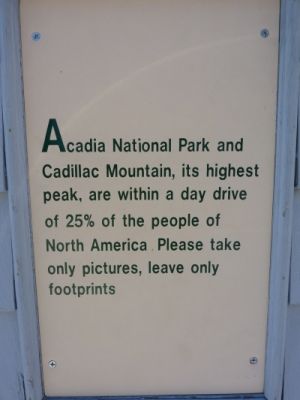 Acadia National Park and
Cadillac Mountain, its highest
peak, are within a day drive
of 25% of the people of
North America. Please take
only pictures, leave only
footprints